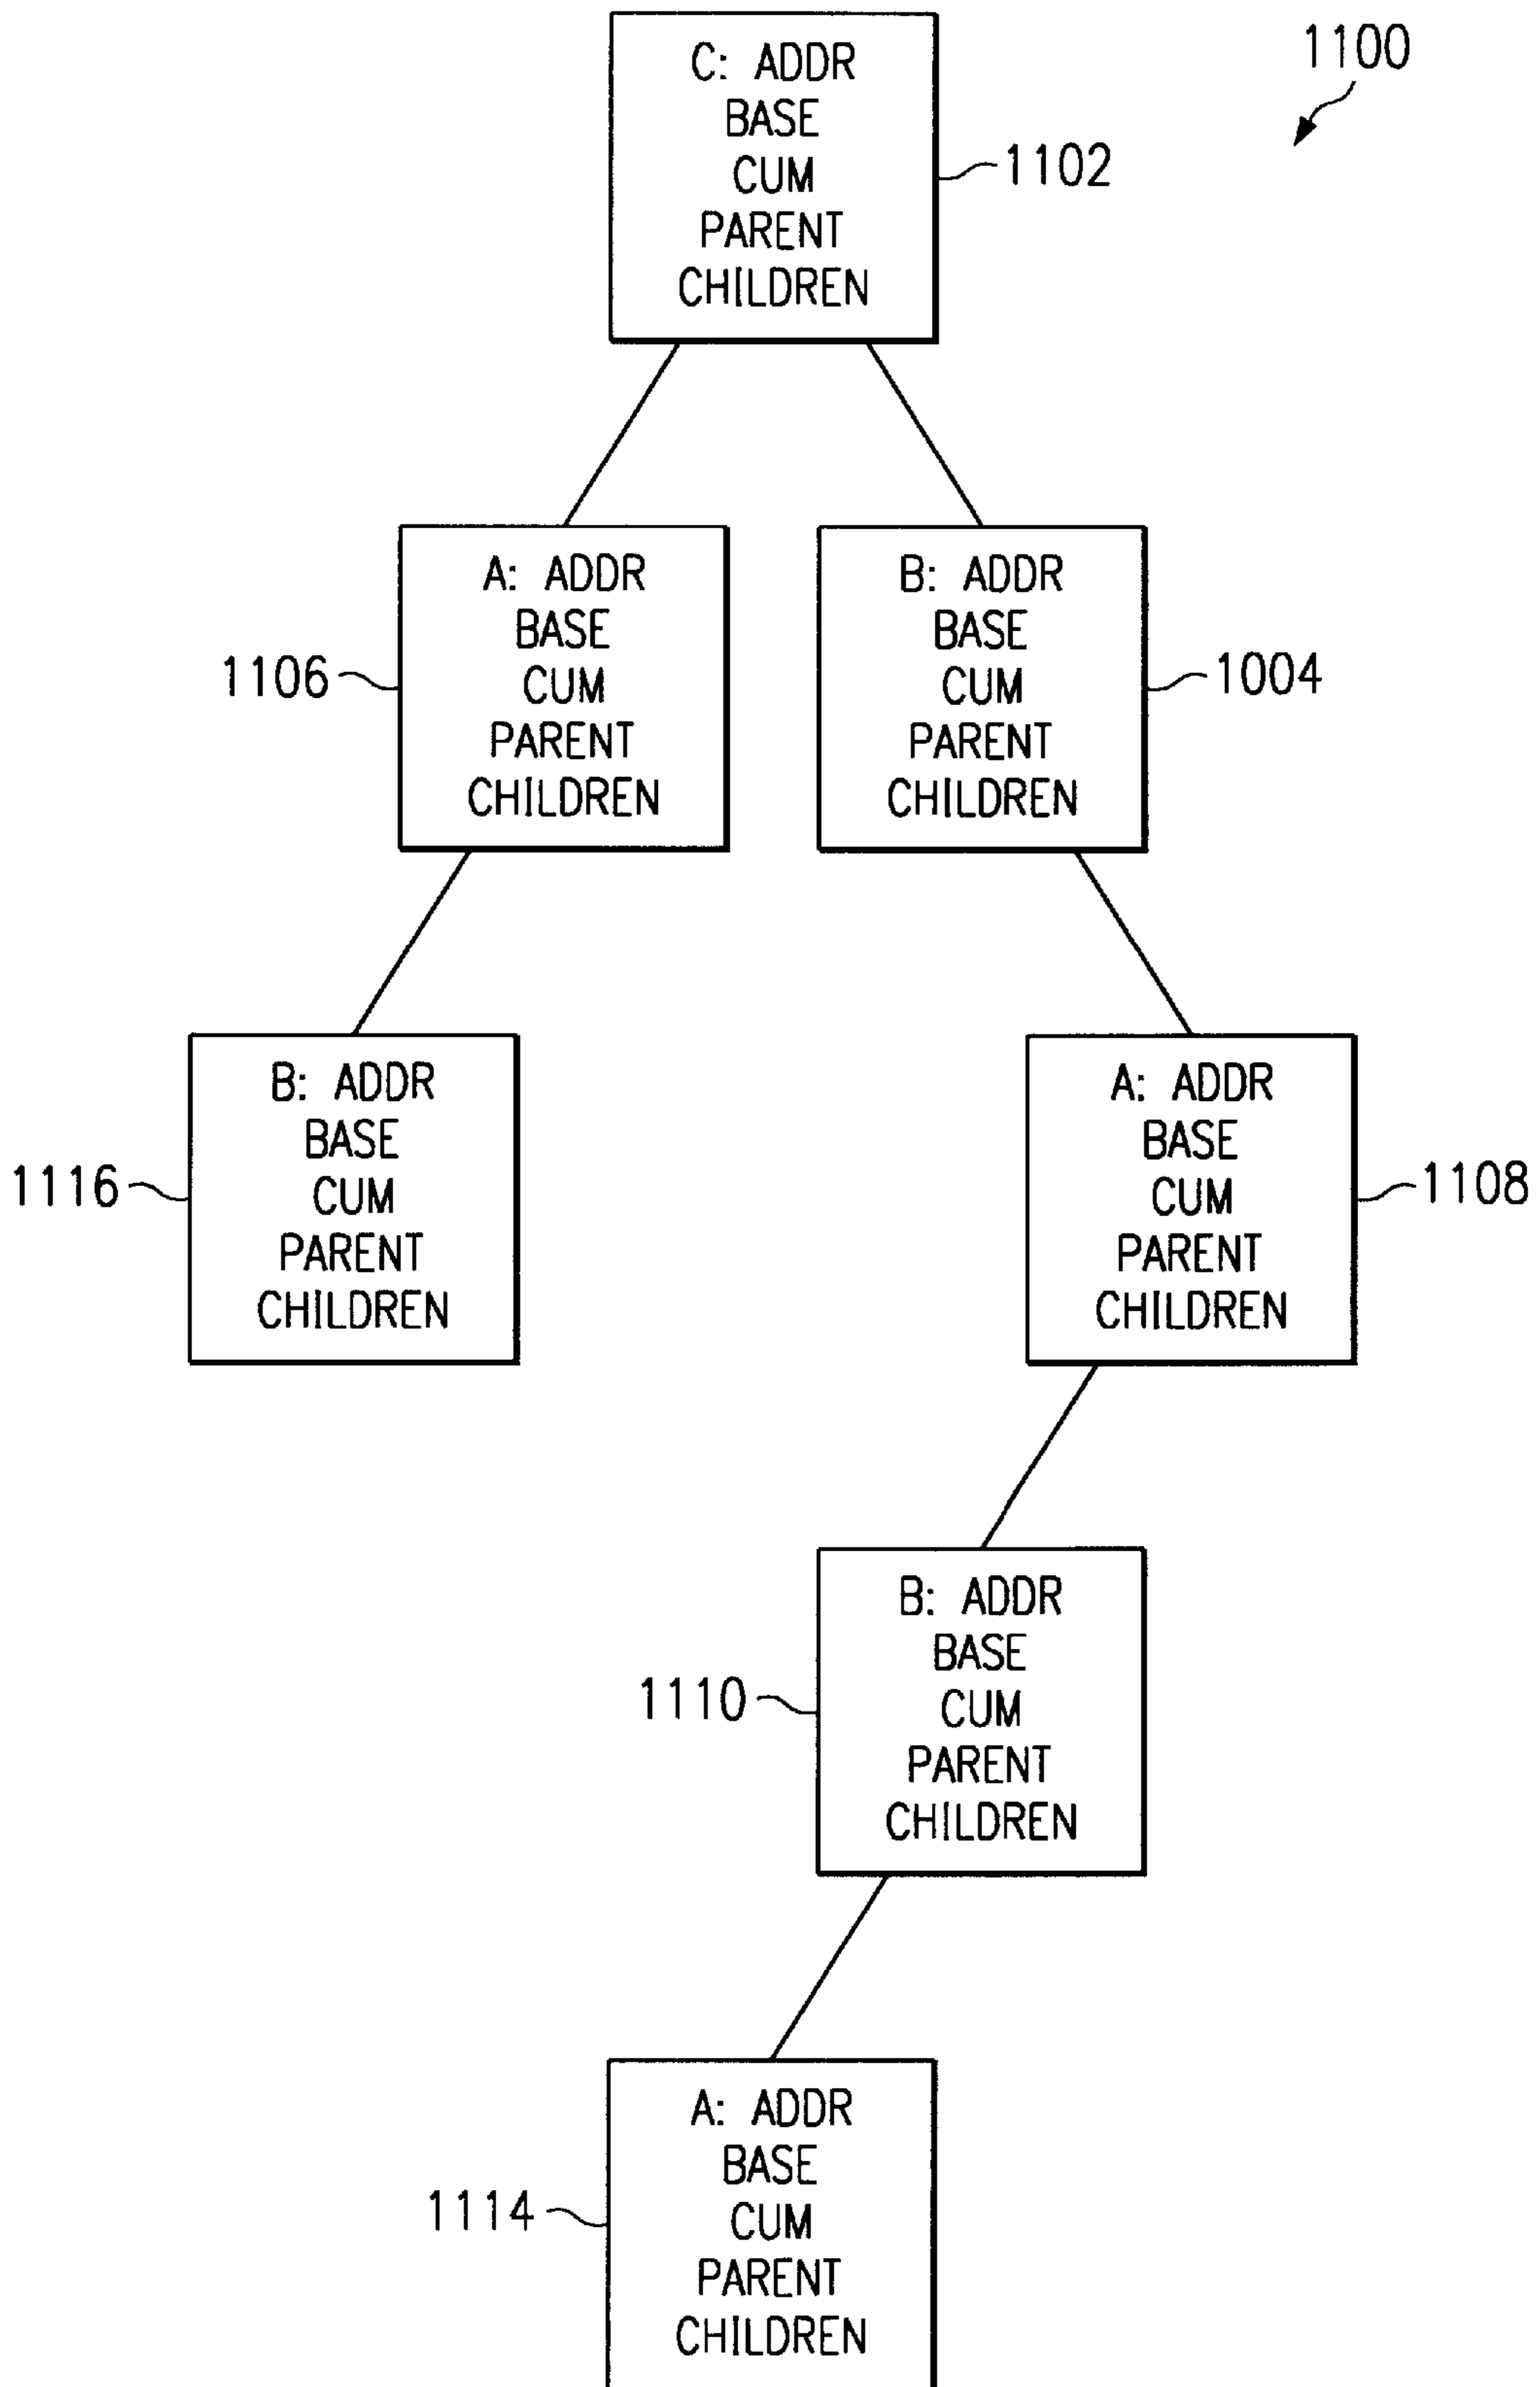 1100
C: ADDR
BASE
CUM
PARENT
CHILDREN
1102
A: ADDR
BASE
CUM
PARENT
CHILDREN
1106
B: ADDR
BASE
CUM
PARENT
CHILDREN
1004
B: ADDR
BASE
CUM
PARENT
CHILDREN
1116
A: ADDR
BASE
CUM
PARENT
CHILDREN
1108
B: ADDR
BASE
CUM
PARENT
CHILDREN
1110
A: ADDR
BASE
CUM
PARENT
CHILDREN
1114